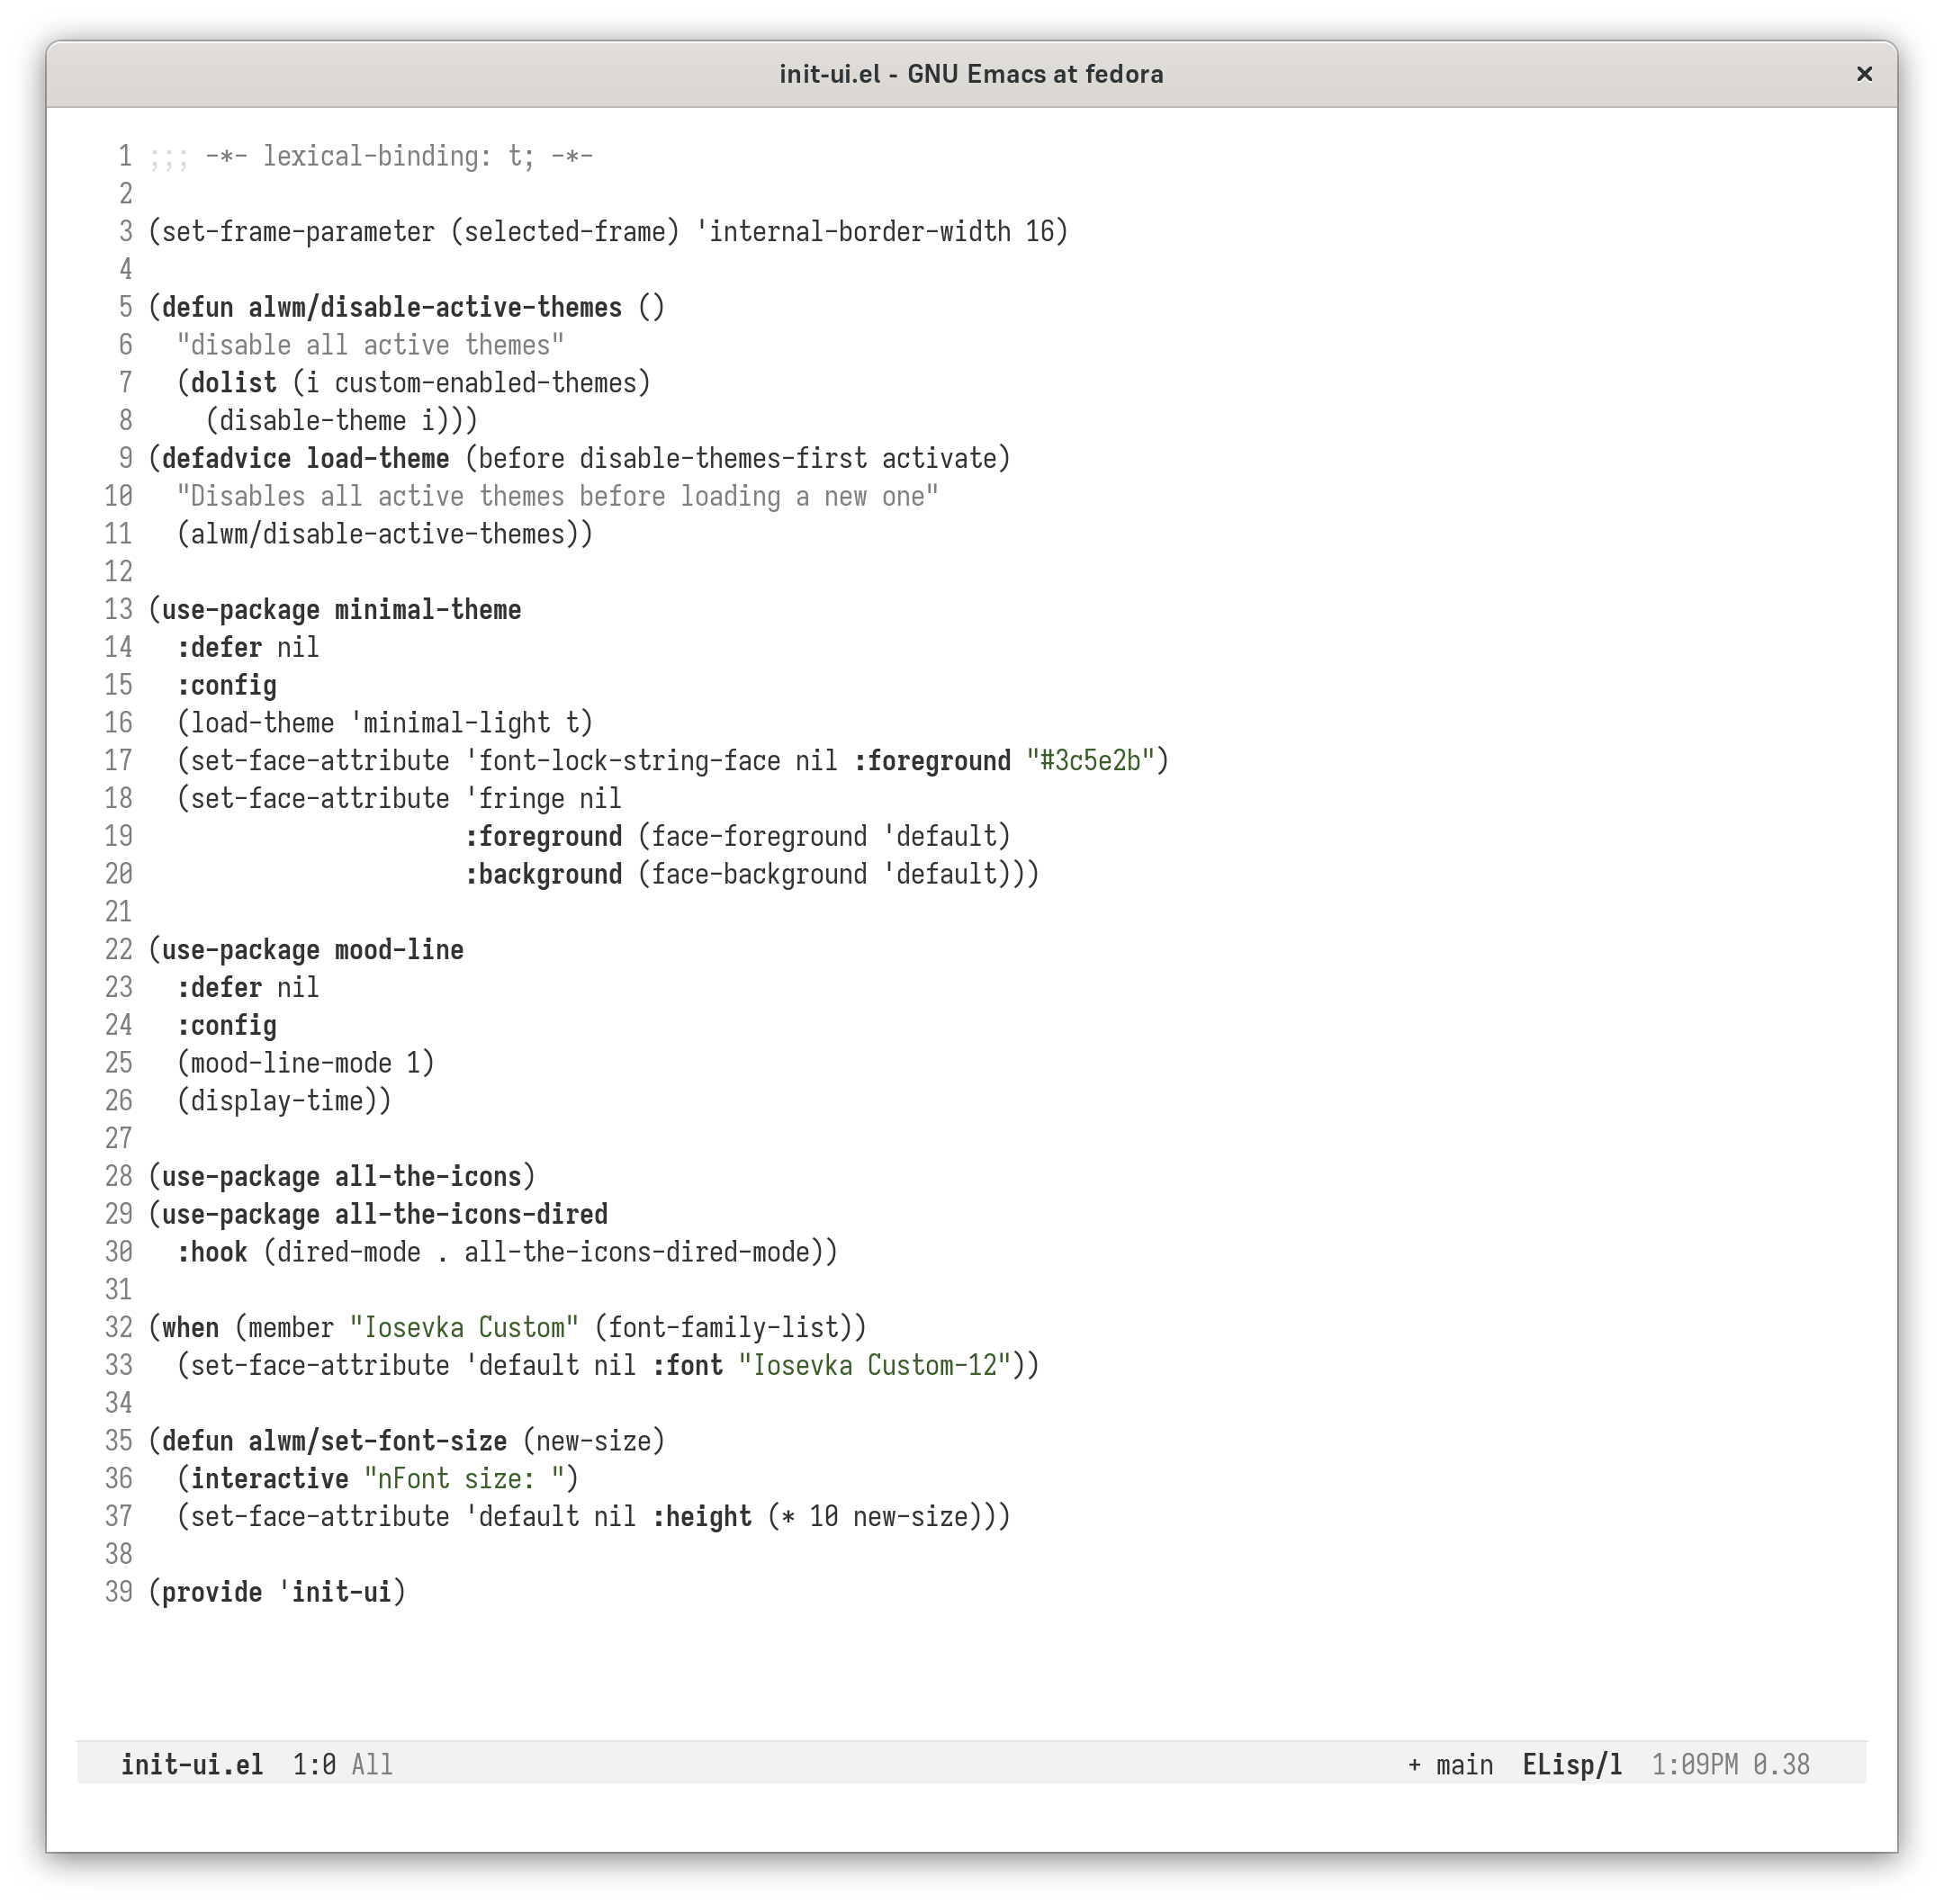 init-ui.el - GNU Emacs at fedora ×
1 ;;; -*- lexical-binding: t; -*-
2
3 (set-frame-parameter (selected-frame) 'internal-border-width 16)
4
5 (defun alwm/disable-active-themes ()
6   "disable all active themes"
7   (dolist (i custom-enabled-themes)
8     (disable-theme i)))
9 (defadvice load-theme (before disable-themes-first activate)
10   "Disables all active themes before loading a new one"
11   (alwm/disable-active-themes))
12
13 (use-package minimal-theme
14   :defer nil
15   :config
16   (load-theme 'minimal-light t)
17   (set-face-attribute 'font-lock-string-face nil :foreground "#3c5e2b")
18   (set-face-attribute 'fringe nil
19                       :foreground (face-foreground 'default)
20                       :background (face-background 'default)))
21
22 (use-package mood-line
23   :defer nil
24   :config
25   (mood-line-mode 1)
26   (display-time))
27
28 (use-package all-the-icons)
29 (use-package all-the-icons-dired
30   :hook (dired-mode . all-the-icons-dired-mode))
31
32 (when (member "Iosevka Custom" (font-family-list))
33   (set-face-attribute 'default nil :font "Iosevka Custom-12"))
34
35 (defun alwm/set-font-size (new-size)
36   (interactive "nFont size: ")
37   (set-face-attribute 'default nil :height (* 10 new-size)))
38
39 (provide 'init-ui)
init-ui.el  1:0 All + main  ELisp/l  1:09PM 0.38